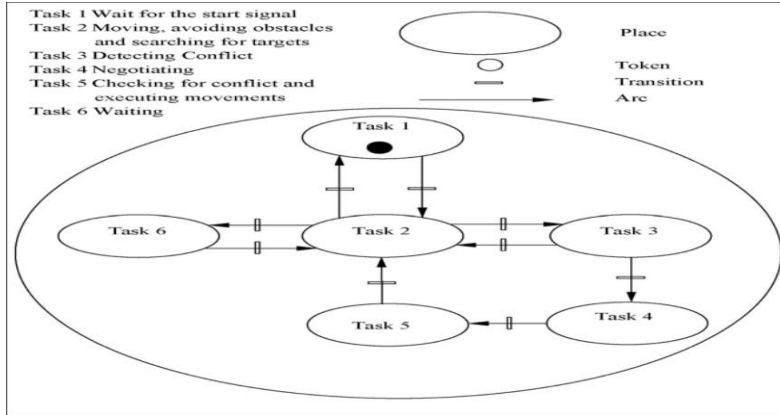 Task 1 Wait for the start signal
Task 2 Moving, avoiding obstacles
and searching for targets
Task 3 Detecting Conflict
Task 4 Negotiating
Task 5 Checking for conflict and
executing movements
Task 6 Waiting
Place
Token
Transition
Arc
Task 1
Task 6
Task 2
Task 3
Task 5
Task 4